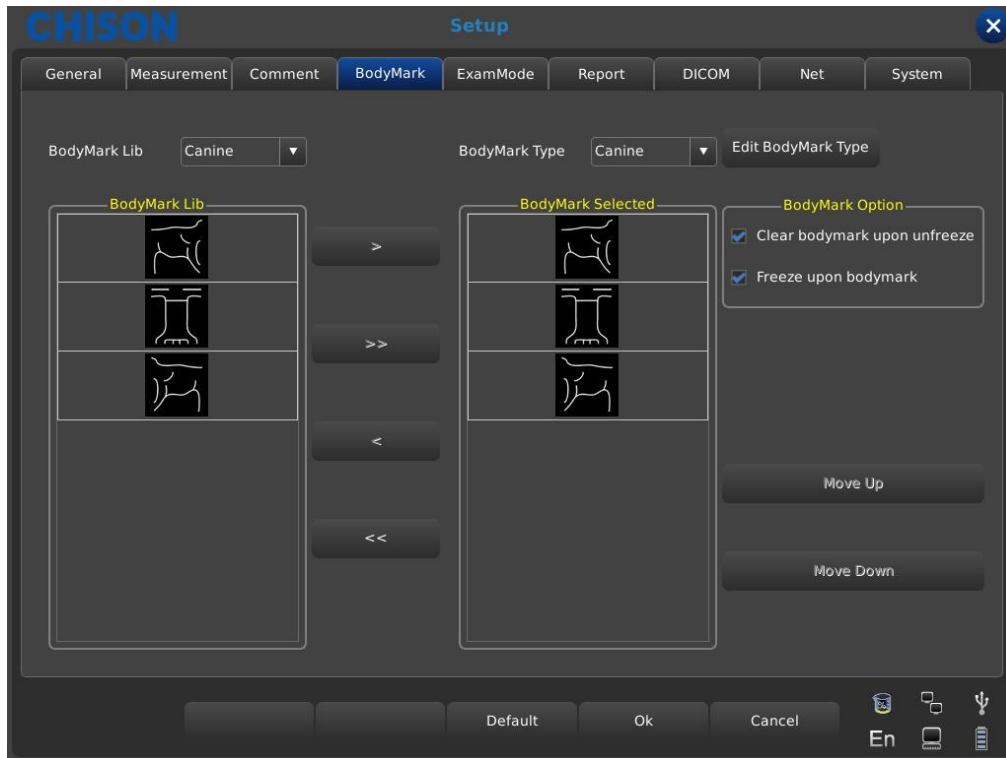 CHISON
Setup
General Measurement Comment BodyMark ExamMode Report DICOM Net System
BodyMark Lib Canine BodyMark Type Canine Edit BodyMark Type
BodyMark Lib BodyMark Selected BodyMark Option
> Clear bodymark upon unfreeze
Freeze upon bodymark
>>
<
Move Up
<<
Move Down
Default Ok Cancel
En